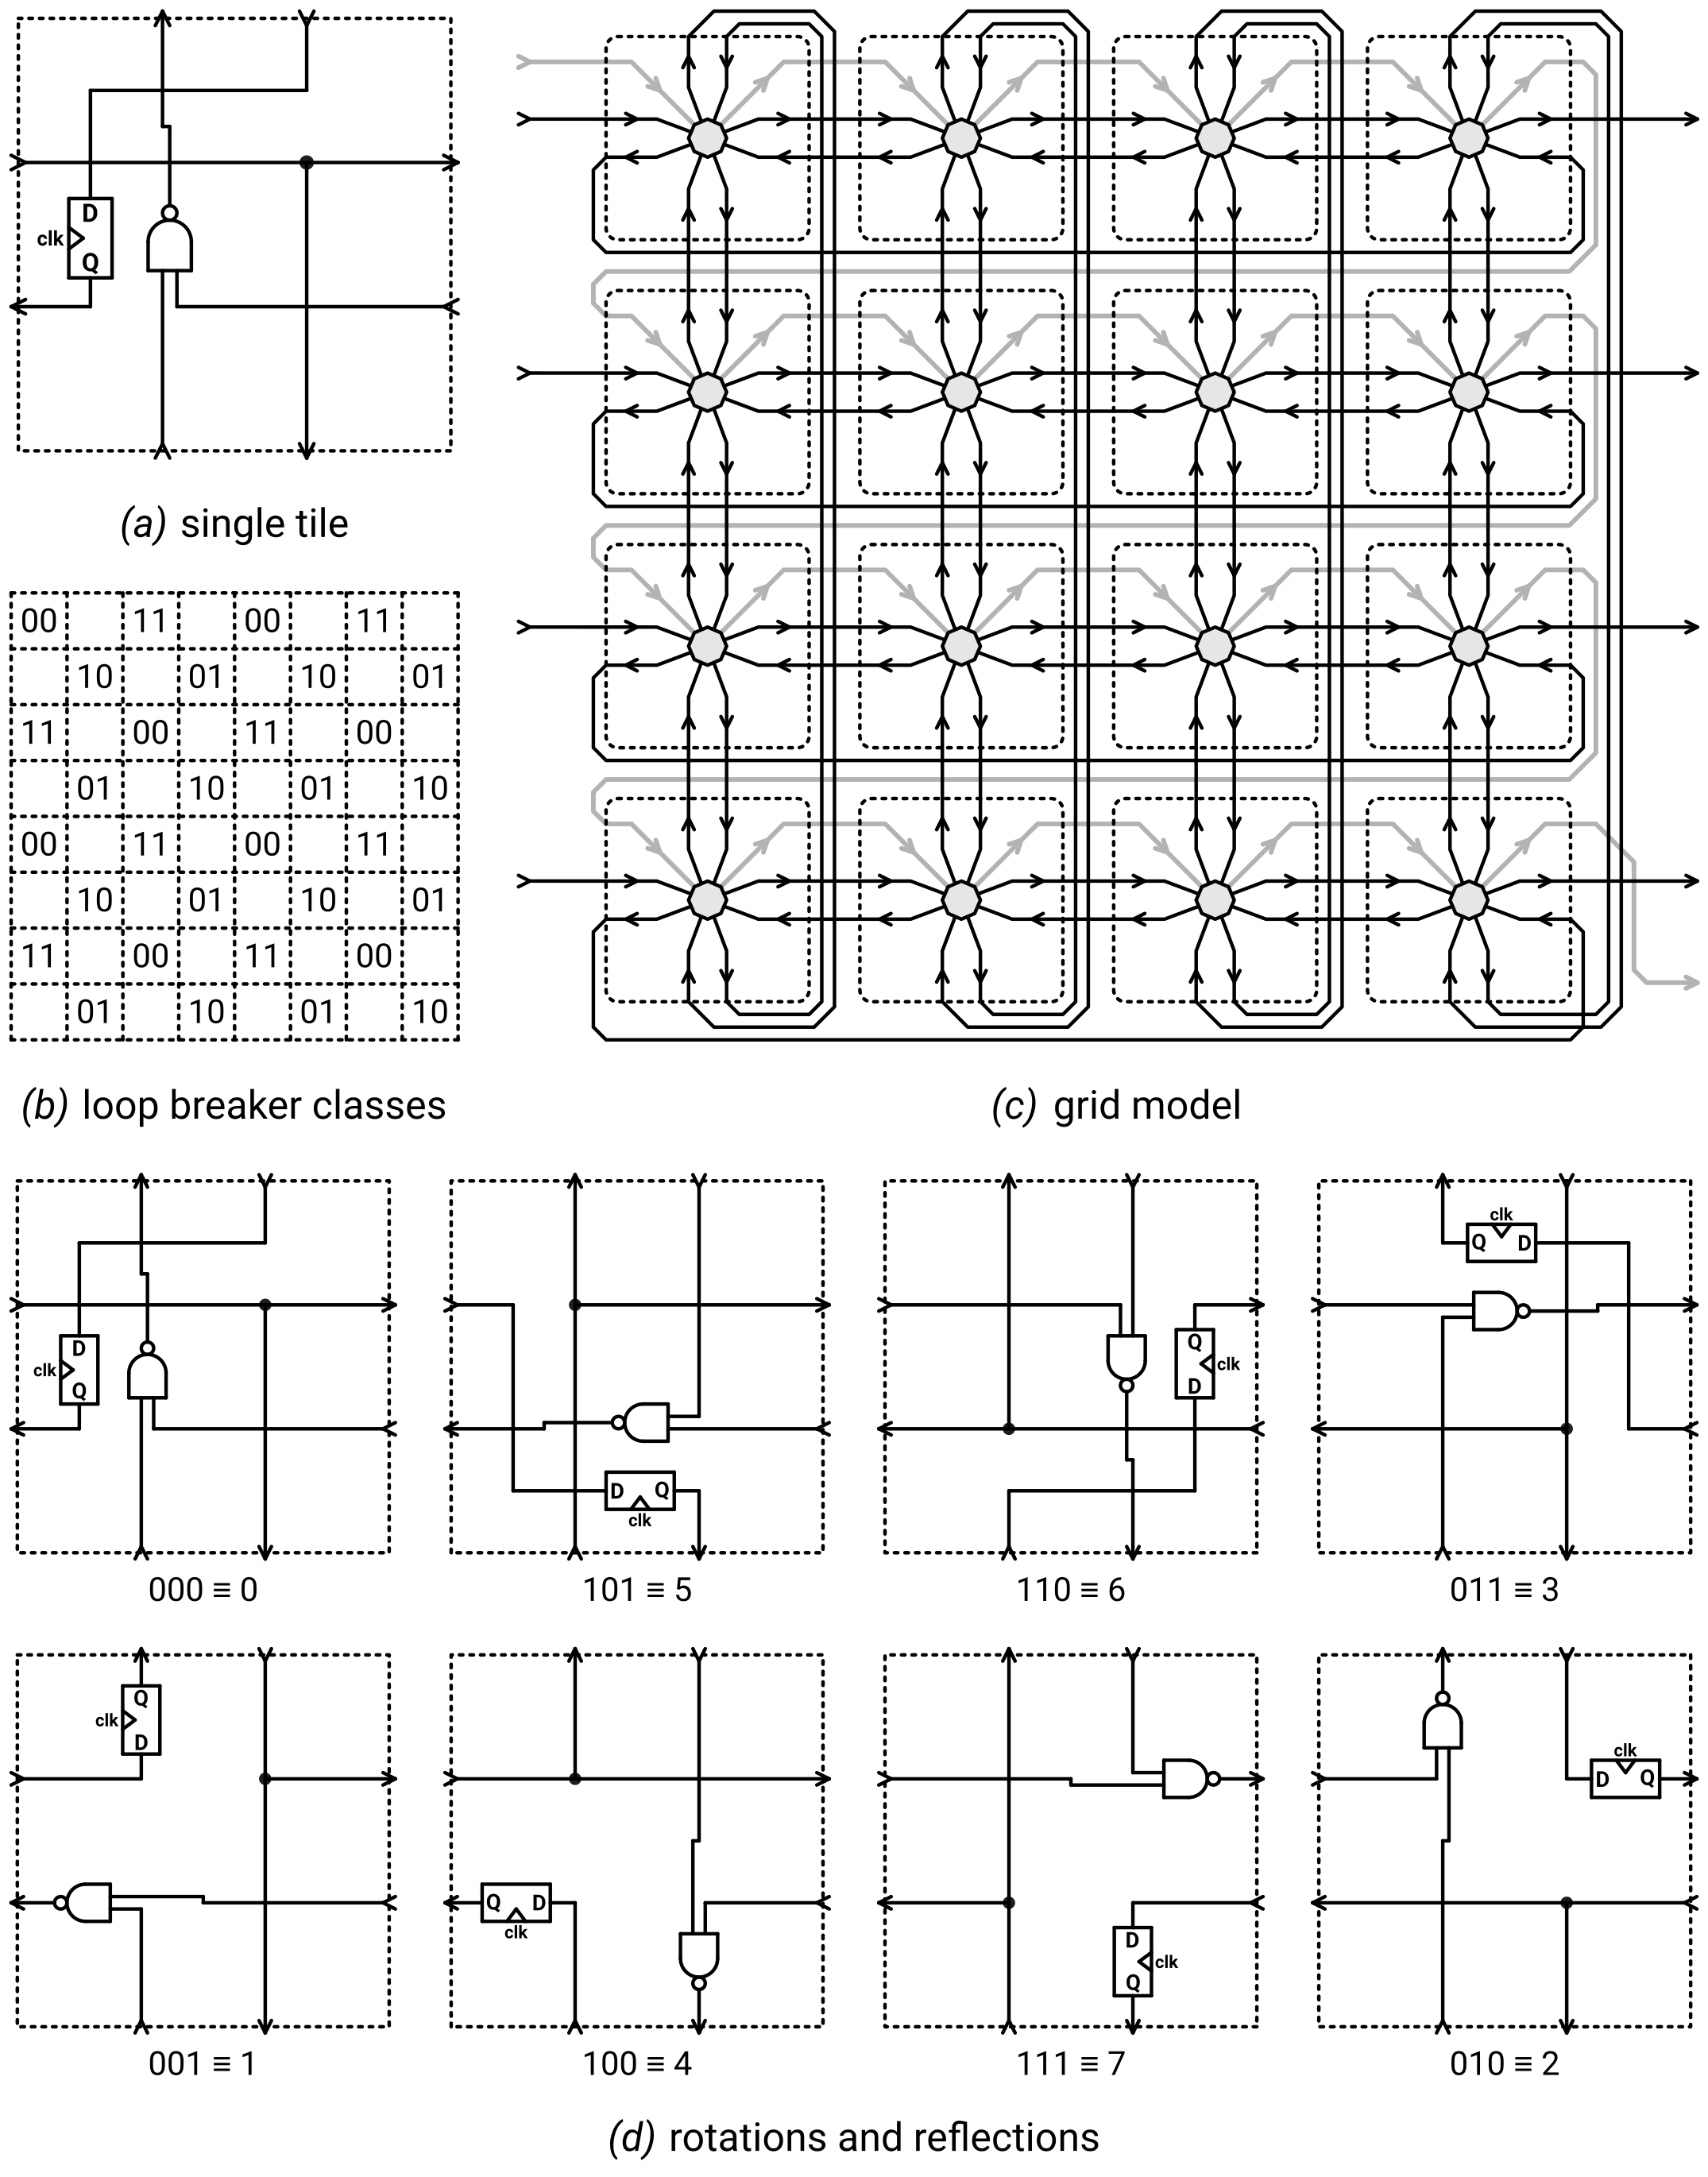 D
clk
Q
(a) single tile
00 11 00 11
10 01 10 01
11 00 11 00
01 10 01 10
00 11 00 11
10 01 10 01
11 00 11 00
01 10 01 10
(b) loop breaker classes
(c) grid model
D
clk
Q
000 ≡ 0
D Q
clk
101 ≡ 5
Q
clk
D
110 ≡ 6
clk
Q D
011 ≡ 3
Q
clk
D
001 ≡ 1
Q D
clk
100 ≡ 4
D
clk
Q
111 ≡ 7
clk
D Q
010 ≡ 2
(d) rotations and reflections